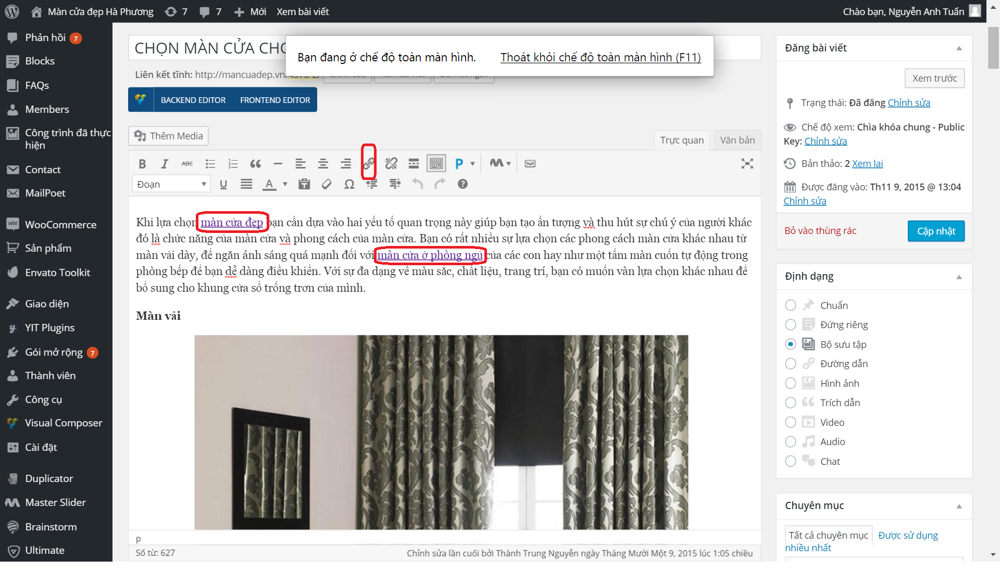 Màn cửa đẹp Hà Phương 7 7 Mới Xem bài viết Chào bạn, Nguyễn Anh Tuấn
Phản hồi 7
Blocks
FAQs
Members
Công trình đã thực
hiện
Contact
MailPoet
WooCommerce
Sản phẩm
Envato Toolkit
Giao diện
YIT Plugins
Gói mở rộng 7
Thành viên
Công cụ
Visual Composer
Cài đặt
Duplicator
Master Slider
Brainstorm
Ultimate
CHỌN MÀN CỬA
Bạn đang ở chế độ toàn màn hình. Thoát khỏi chế độ toàn màn hình (F11)
Liên kết tĩnh: http://mancuadep.vn/
BACKEND EDITOR FRONTEND EDITOR
Thêm Media
Trực quan Văn bản
B I ABC P
Đoạn U A T Ω ?
Khi lựa chọn màn cửa đẹp bạn cần dựa vào hai yếu tố quan trọng này giúp bạn tạo ấn tượng và thu hút sự chú ý của người khác
đó là chức năng của màn cửa và phong cách của màn cửa. Bạn có rất nhiều sự lựa chọn các phong cách màn cửa khác nhau từ
màn vải dày, để ngăn ánh sáng quá mạnh đối với màn cửa ở phòng ngủ của các con hay như một tấm màn cuốn tự động trong
phòng bếp để bạn dễ dàng điều khiển. Với sự đa dạng về màu sắc, chất liệu, trang trí, bạn có muốn vàn lựa chọn khác nhau để
bổ sung cho khung cửa sổ trống trơn của mình.
Màn vải
p
Số từ: 627
Chỉnh sửa lần cuối bởi Thành Trung Nguyễn ngày Tháng Mười Một 9, 2015 lúc 1:05 chiều
Đăng bài viết
Xem trước
Trạng thái: Đã đăng Chỉnh sửa
Chế độ xem: Chìa khóa chung - Public
Key: Chỉnh sửa
Bản thảo: 2 Xem lại
Được đăng vào: Th11 9, 2015 @ 13:04
Chỉnh sửa
Bỏ vào thùng rác Cập nhật
Định dạng
Chuẩn
Đứng riêng
Bộ sưu tập
Đường dẫn
Hình ảnh
Trích dẫn
Video
Audio
Chat
Chuyên mục
Tất cả chuyên mục Được sử dụng
nhiều nhất